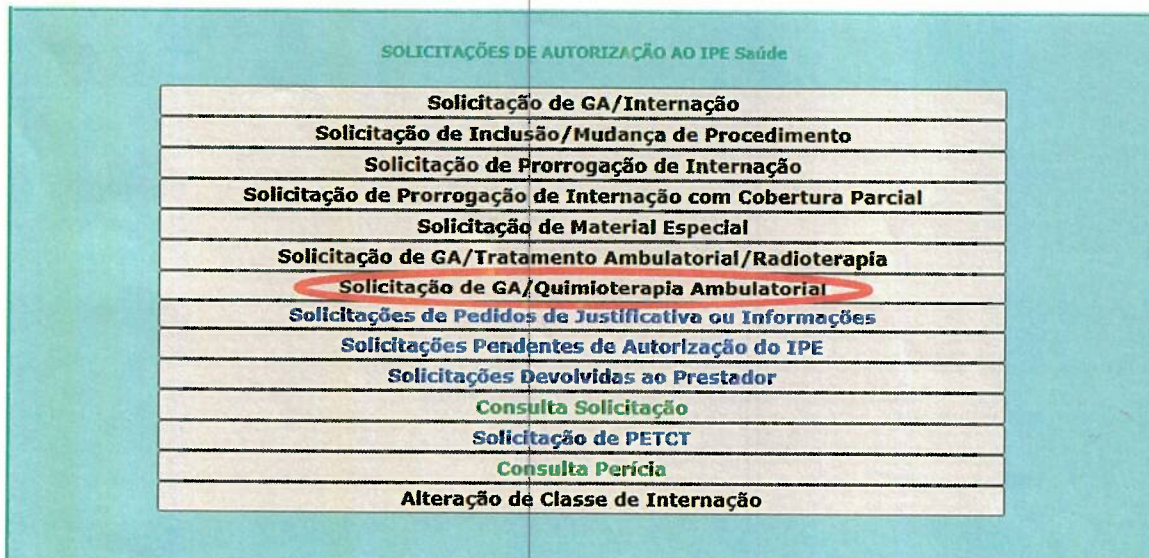 SOLICITAÇÕES DE AUTORIZAÇÃO AO IPE Saúde
Solicitação de GA/Internação
Solicitação de Inclusão/Mudança de Procedimento
Solicitação de Prorrogação de Internação
Solicitação de Prorrogação de Internação com Cobertura Parcial
Solicitação de Material Especial
Solicitação de GA/Tratamento Ambulatorial/Radioterapia
Solicitação de GA/Quimioterapia Ambulatorial
Solicitações de Pedidos de Justificativa ou Informações
Solicitações Pendentes de Autorização do IPE
Solicitações Devolvidas ao Prestador
Consulta Solicitação
Solicitação de PETCT
Consulta Perícia
Alteração de Classe de Internação